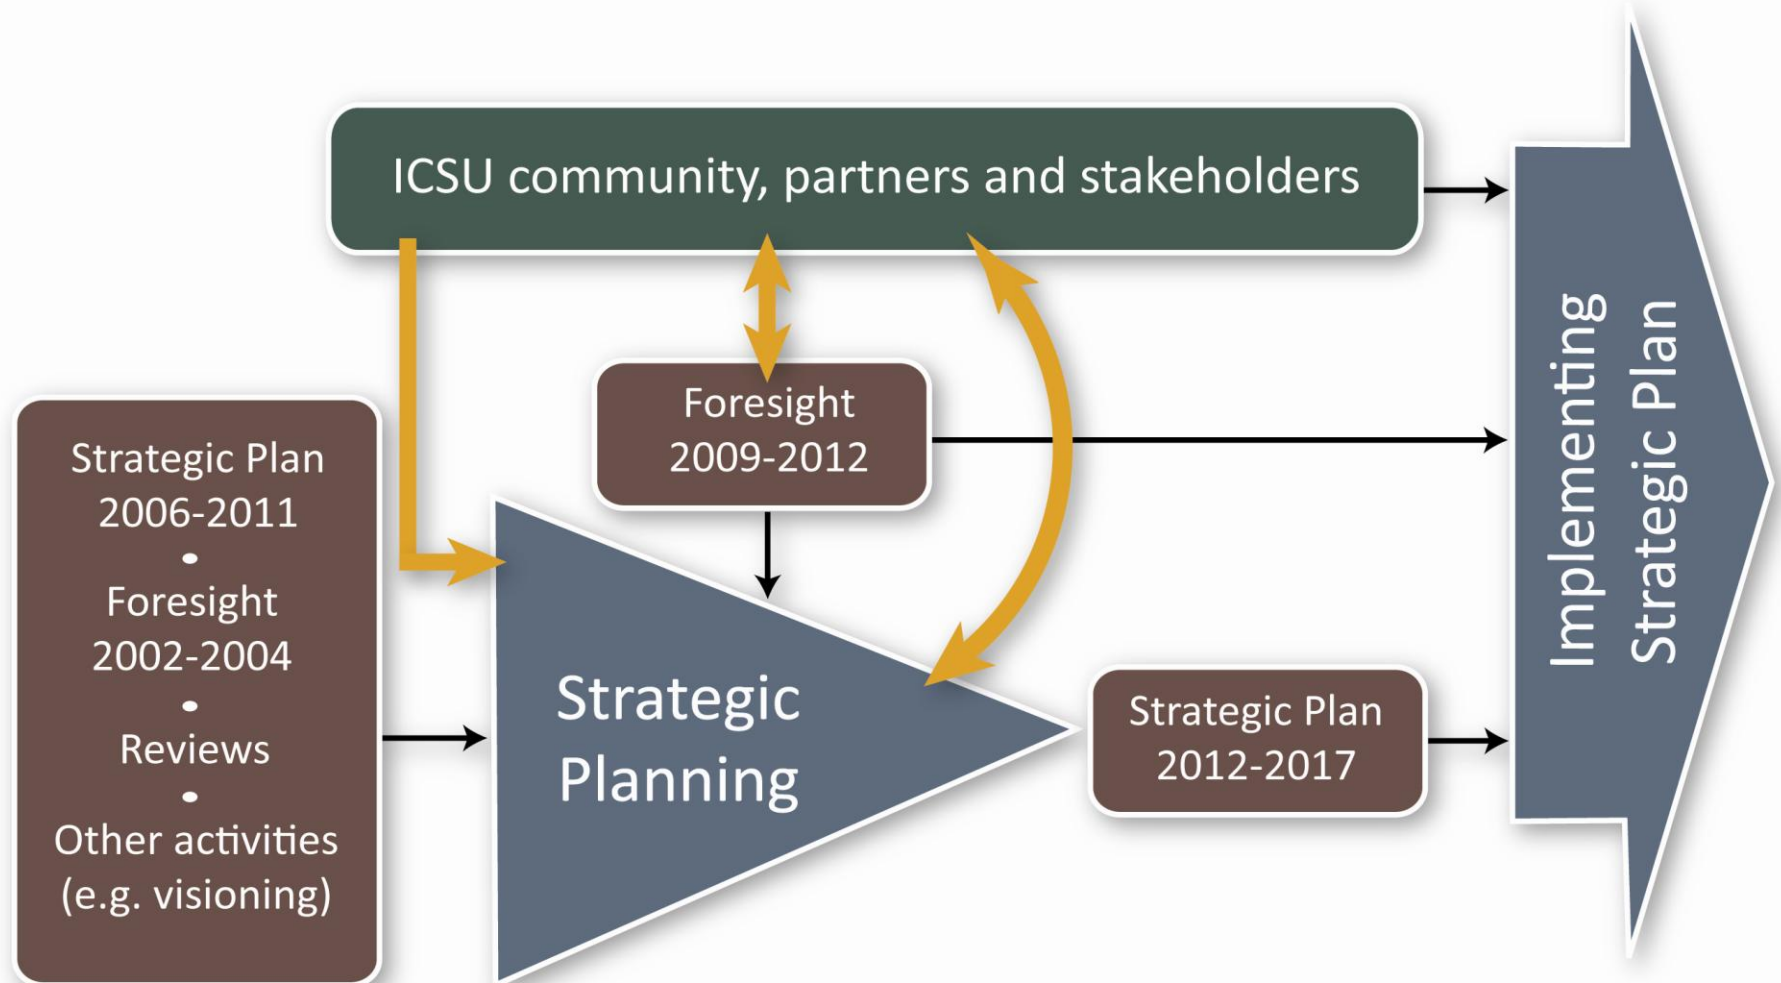 ICSU community, partners and stakeholders
Foresight
2009-2012
Strategic Plan
2006-2011
•
Foresight
2002-2004
•
Reviews
•
Other activities
(e.g. visioning)
Strategic
Planning
Strategic Plan
2012-2017
Implementing
Strategic Plan